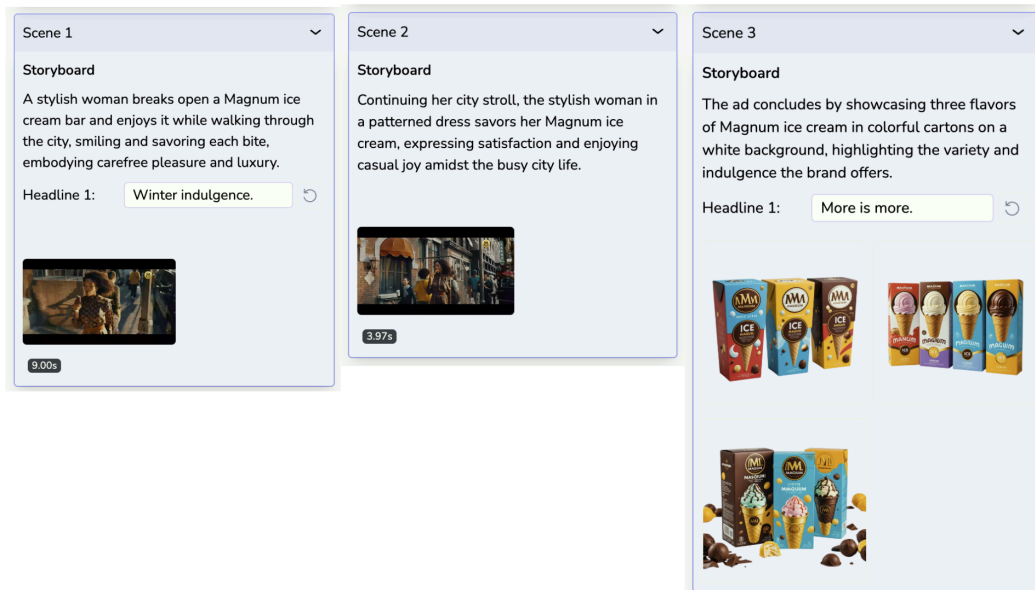 Scene 1
Storyboard
A stylish woman breaks open a Magnum ice
cream bar and enjoys it while walking through
the city, smiling and savoring each bite,
embodying carefree pleasure and luxury.
Headline 1: Winter indulgence.
9.00s
Scene 2
Storyboard
Continuing her city stroll, the stylish woman in
a patterned dress savors her Magnum ice
cream, expressing satisfaction and enjoying
casual joy amidst the busy city life.
3.97s
Scene 3
Storyboard
The ad concludes by showcasing three flavors
of Magnum ice cream in colorful cartons on a
white background, highlighting the variety and
indulgence the brand offers.
Headline 1: More is more.
ICE
ICE
ICE